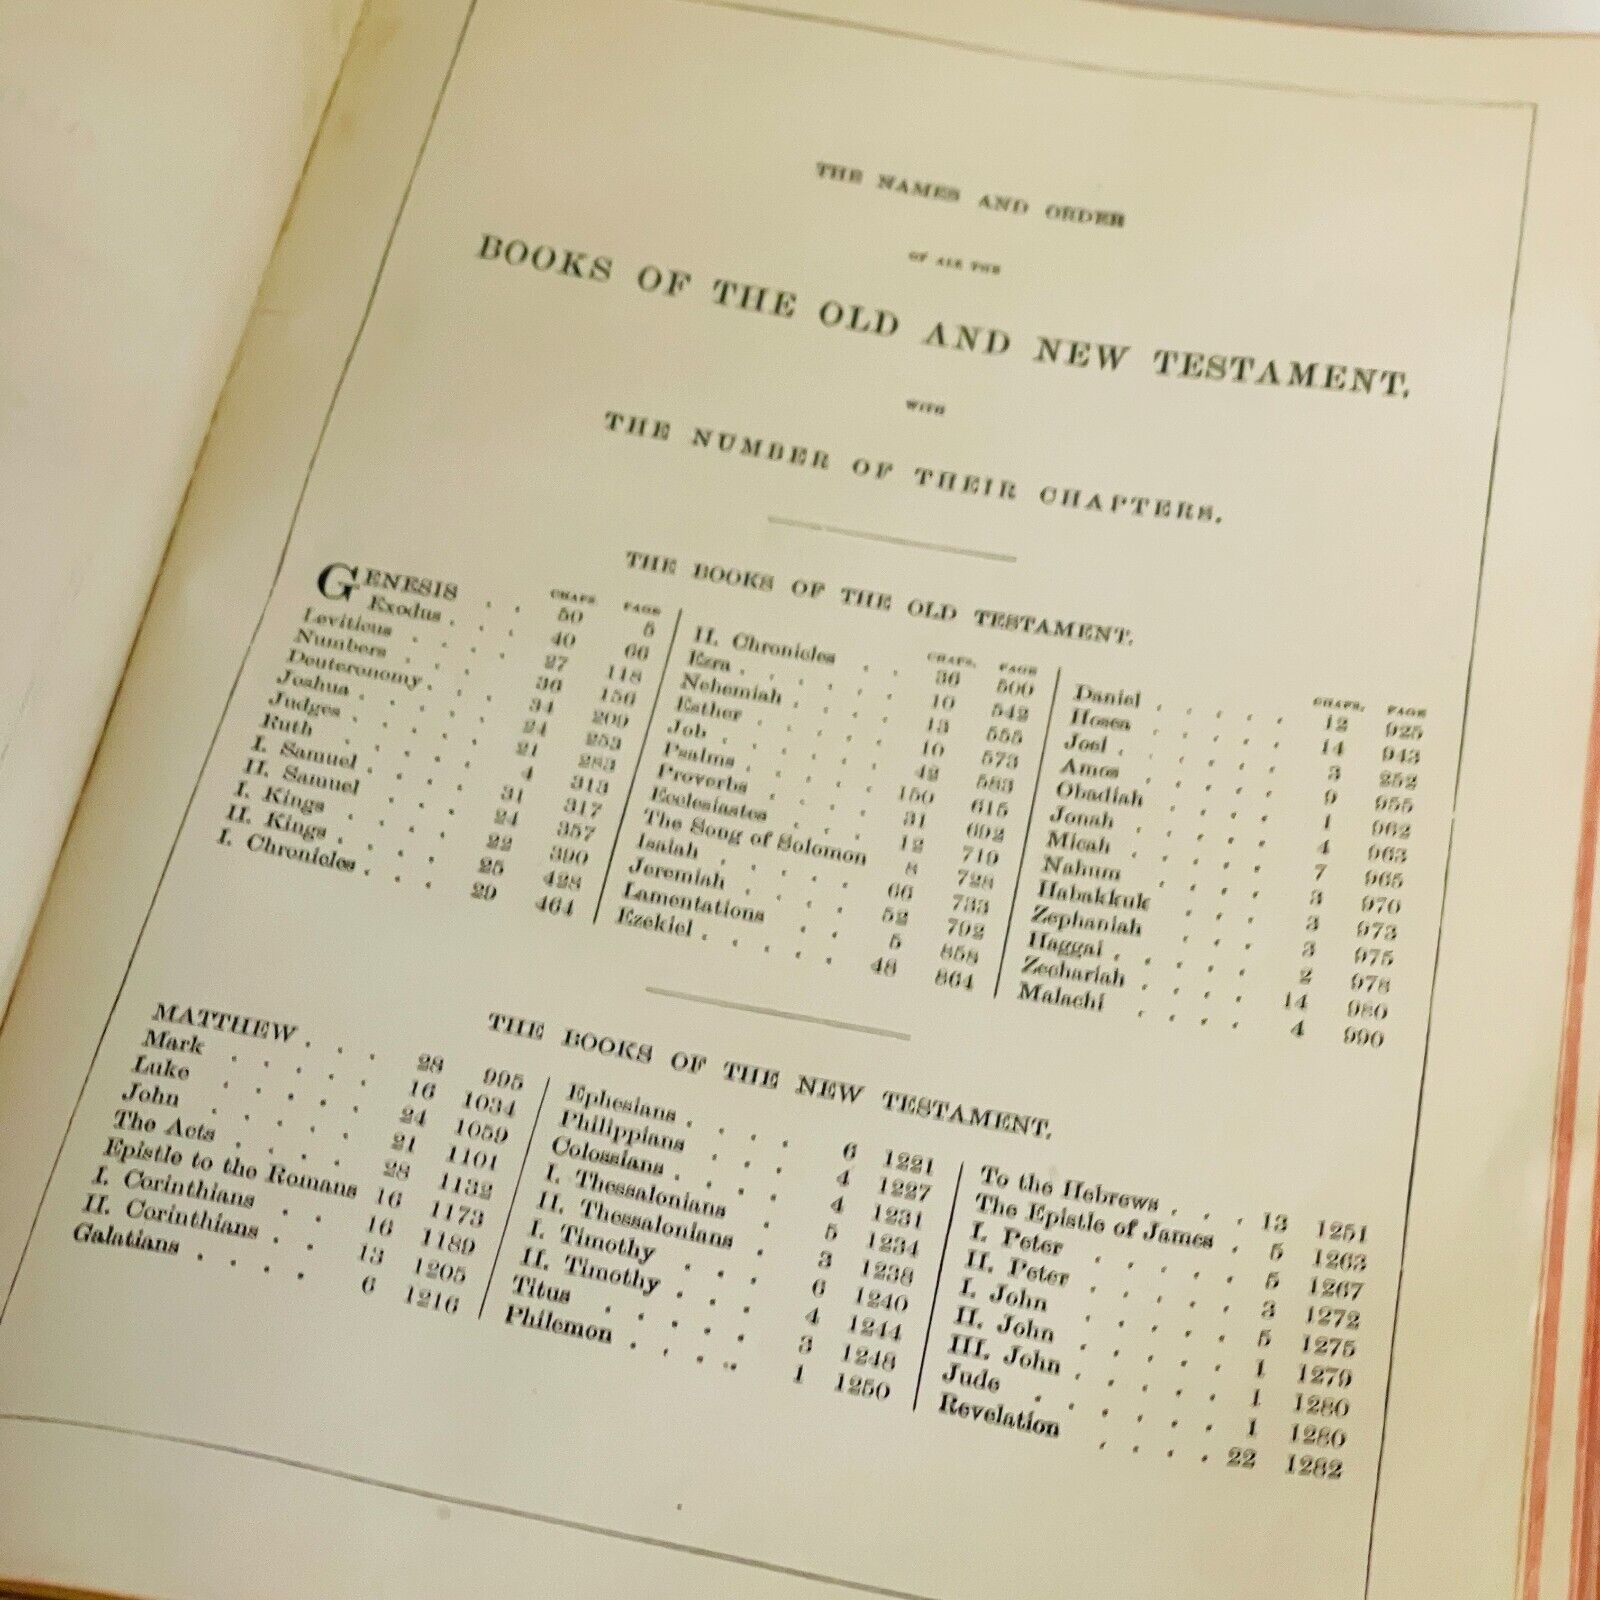 THE NAMES AND ORDER
OF ALL THE
BOOKS OF THE OLD AND NEW TESTAMENT.
WITH
THE NUMBER OF THEIR CHAPTERS.
THE BOOKS OF THE OLD TESTAMENT.
CHAPS. PAGE
GENESIS . . 50 5
Exodus . . . 40 66
Leviticus . . . . 27 118
Numbers . . . . 36 156
Deuteronomy . . . 34 209
Joshua . . . . . 24 253
Judges . . . . . 21 283
Ruth . . . . . 4 313
I. Samuel . . . . 31 317
II. Samuel . . . . 24 357
I. Kings . . . . 22 390
II. Kings . . . . 25 428
I. Chronicles . . . 29 464
CHAPS. PAGE
II. Chronicles . . 36 500
Ezra . . . . . 10 542
Nehemiah . . . . 13 555
Esther . . . . 10 573
Job . . . . . 42 583
Psalms . . . . 150 615
Proverbs . . . . 31 692
Ecclesiastes . . . 12 719
The Song of Solomon 8 728
Isaiah . . . . . 66 733
Jeremiah . . . . 52 792
Lamentations . . 5 858
Ezekiel . . . . . 48 864
CHAPS. PAGE
Daniel . . . . . 12 925
Hosea . . . . . 14 943
Joel . . . . . 3 252
Amos . . . . . 9 955
Obadiah . . . . 1 962
Jonah . . . . . 4 963
Micah . . . . . 7 965
Nahum . . . . 3 970
Habakkuk . . . 3 973
Zephaniah . . . 3 975
Haggai . . . . . 2 978
Zechariah . . . . 14 980
Malachi . . . . 4 990
THE BOOKS OF THE NEW TESTAMENT.
MATTHEW . . . 28 995
Mark . . . . . 16 1034
Luke . . . . . 24 1059
John . . . . . 21 1101
The Acts . . . . 28 1132
Epistle to the Romans 16 1173
I. Corinthians . . 16 1189
II. Corinthians . . 13 1205
Galatians . . . . 6 1216
Ephesians . . . . 6 1221
Philippians . . . 4 1227
Colossians . . . . 4 1231
I. Thessalonians . 5 1234
II. Thessalonians . 3 1238
I. Timothy . . . 6 1240
II. Timothy . . . 4 1244
Titus . . . . . 3 1248
Philemon . . . . 1 1250
To the Hebrews . . . 13 1251
The Epistle of James . 5 1263
I. Peter . . . . . 5 1267
II. Peter . . . . . 3 1272
I. John . . . . . 5 1275
II. John . . . . . 1 1279
III. John . . . . . 1 1280
Jude . . . . . . 1 1280
Revelation . . . . 22 1282